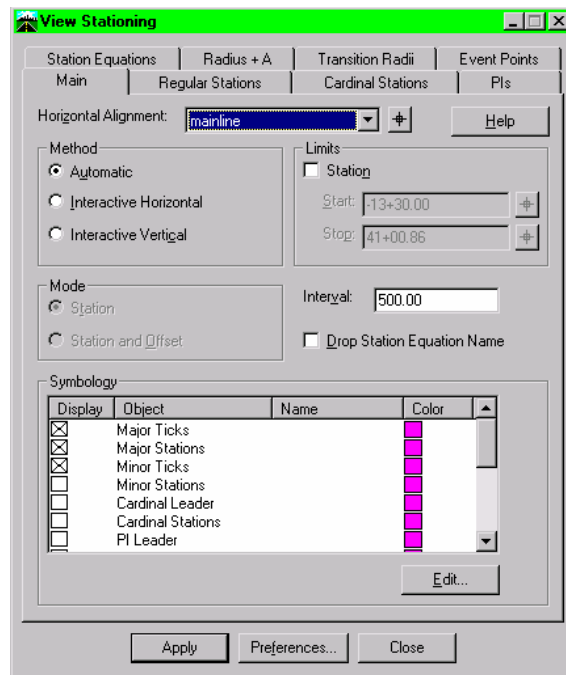 View Stationing
Station Equations Radius + A Transition Radii Event Points
Main Regular Stations Cardinal Stations PIs
Horizontal Alignment: mainline Help
Method
Automatic
Interactive Horizontal
Interactive Vertical
Limits
Station
Start: -13+30.00
Stop: 41+00.86
Mode
Station
Station and Offset
Interval: 500.00
Drop Station Equation Name
Symbology
Display Object Name Color
Major Ticks
Major Stations
Minor Ticks
Minor Stations
Cardinal Leader
Cardinal Stations
PI Leader
Edit...
Apply Preferences... Close